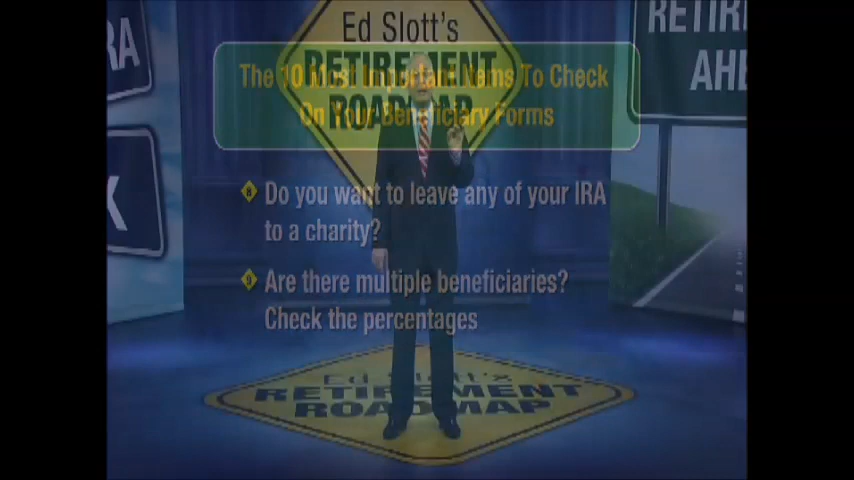 Ed Slott's
RETIREMENT
ROADMAP
RETIR
AHE
RA
K
The 10 Most Important Items To Check
On Your Beneficiary Forms
8 Do you want to leave any of your IRA
to a charity?
9 Are there multiple beneficiaries?
Check the percentages
Ed Slott's
RETIREMENT
ROADMAP